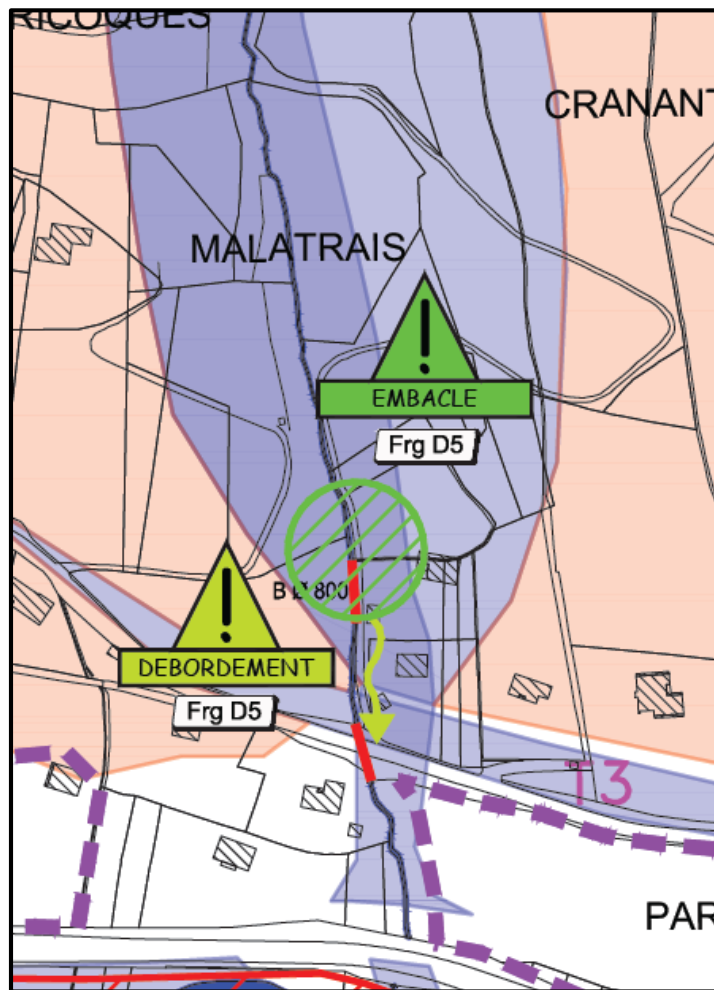 RICOQUES
CRANANT
MALATRAIS
EMBACLE
Frg D5
B Ø 800
DEBORDEMENT
Frg D5
T3
PAR